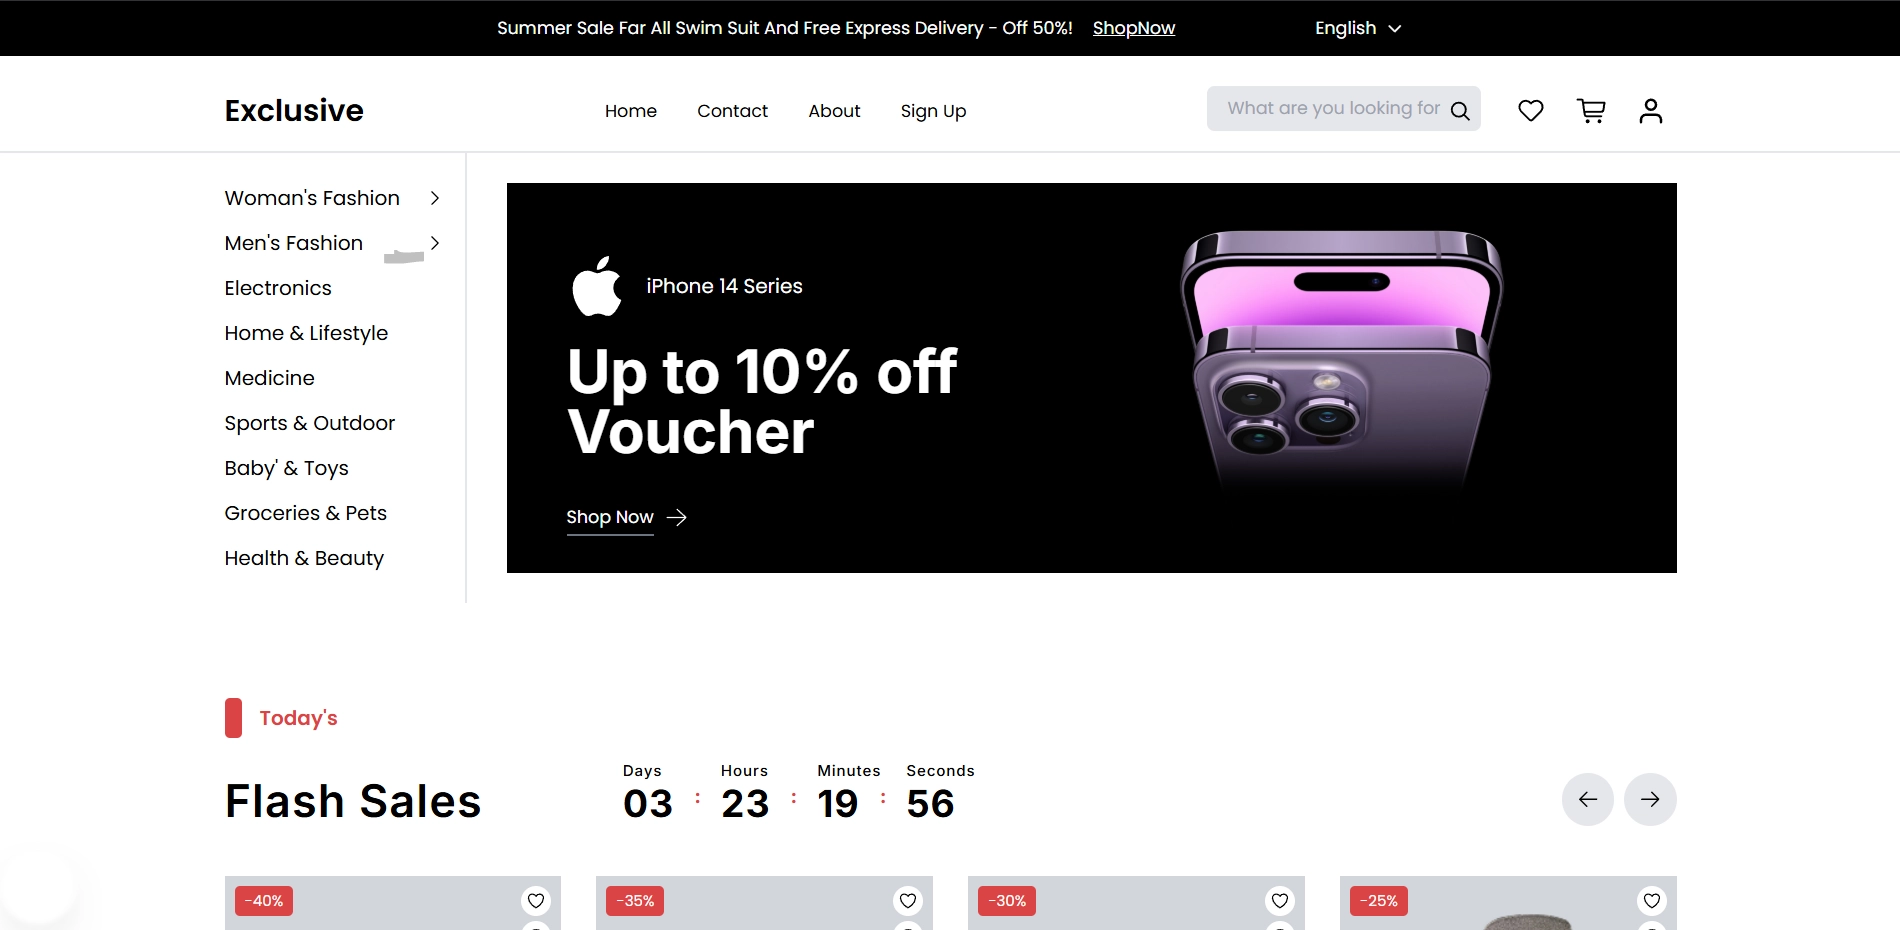 Summer Sale Far All Swim Suit And Free Express Delivery - Off 50%! ShopNow English
Exclusive Home Contact About Sign Up What are you looking for
Woman's Fashion
Men's Fashion
Electronics
Home & Lifestyle
Medicine
Sports & Outdoor
Baby' & Toys
Groceries & Pets
Health & Beauty
iPhone 14 Series
Up to 10% off
Voucher
Shop Now
Today's
Flash Sales
Days Hours Minutes Seconds
03 : 23 : 19 : 56
-40% -35% -30% -25%